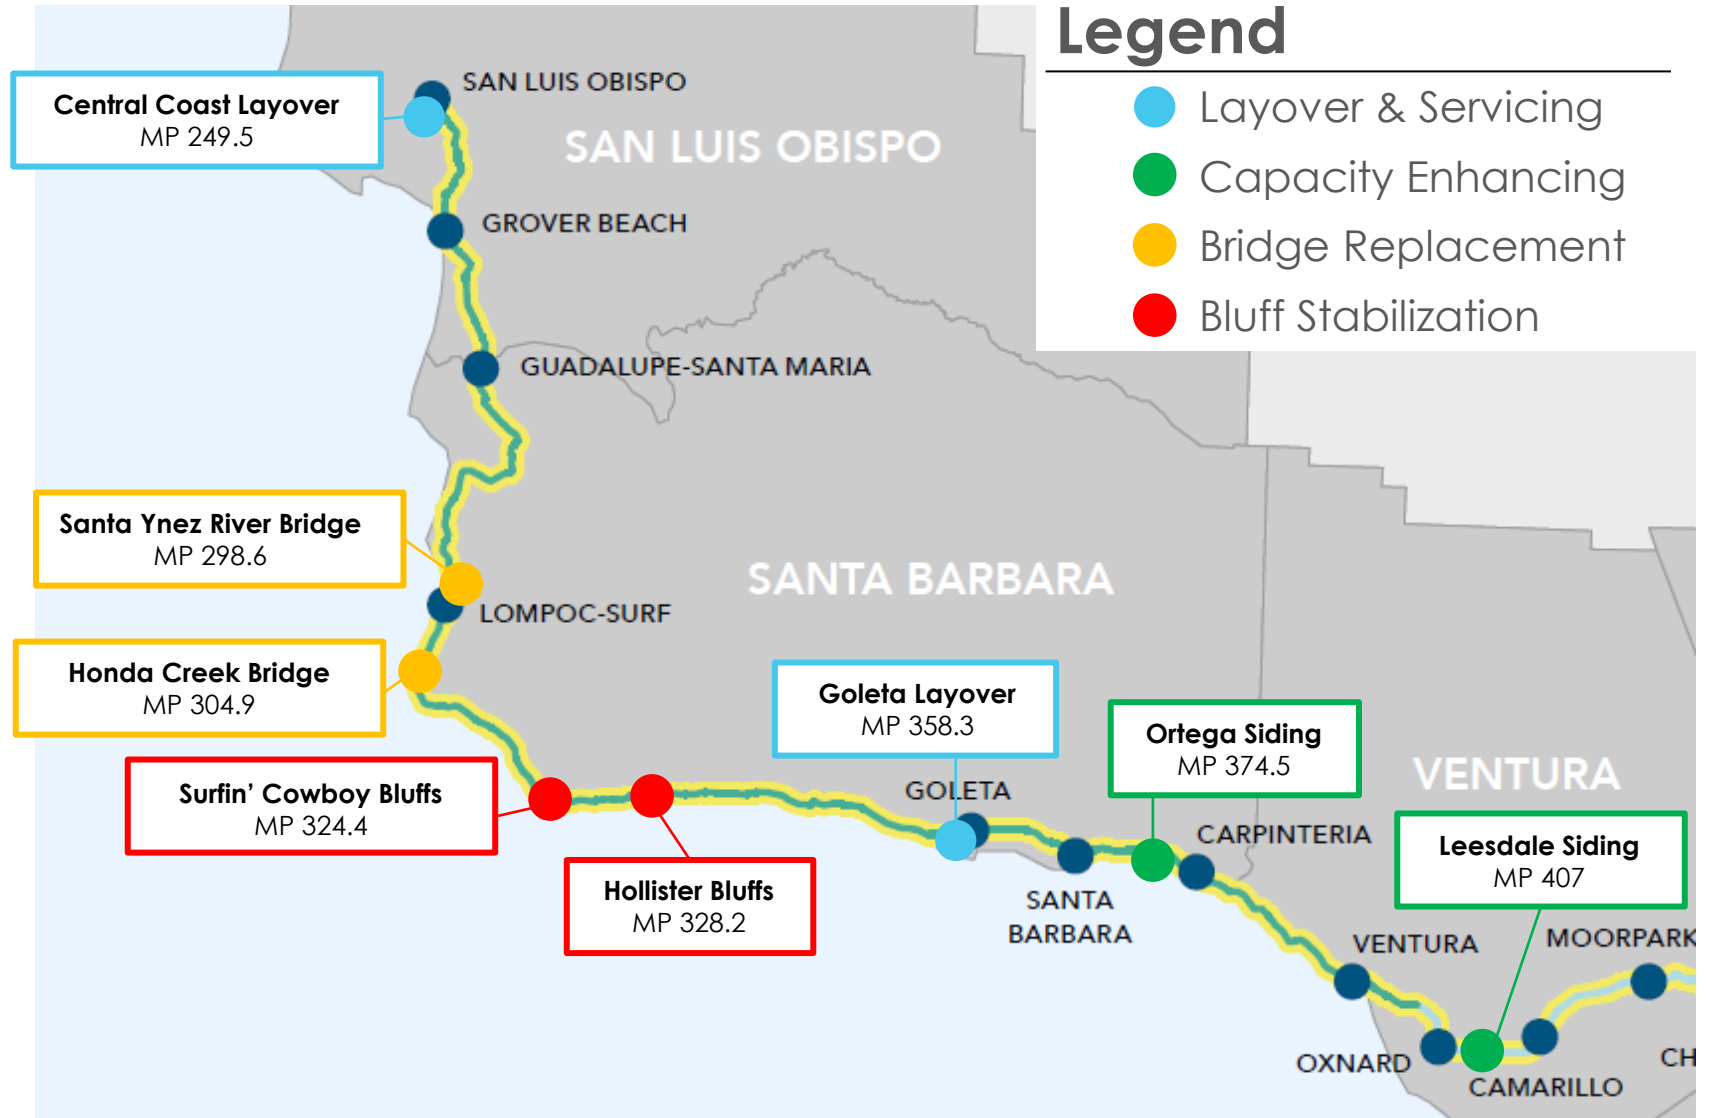 Legend
Layover & Servicing
Capacity Enhancing
Bridge Replacement
Bluff Stabilization
SAN LUIS OBISPO
Central Coast Layover
MP 249.5
SAN LUIS OBISPO
GROVER BEACH
GUADALUPE-SANTA MARIA
Santa Ynez River Bridge
MP 298.6
SANTA BARBARA
LOMPOC-SURF
Honda Creek Bridge
MP 304.9
Goleta Layover
MP 358.3
Ortega Siding
MP 374.5
Surfin’ Cowboy Bluffs
MP 324.4
VENTURA
GOLETA
CARPINTERIA
Leesdale Siding
MP 407
Hollister Bluffs
MP 328.2
SANTA
BARBARA
VENTURA
MOORPARK
OXNARD
CH
CAMARILLO